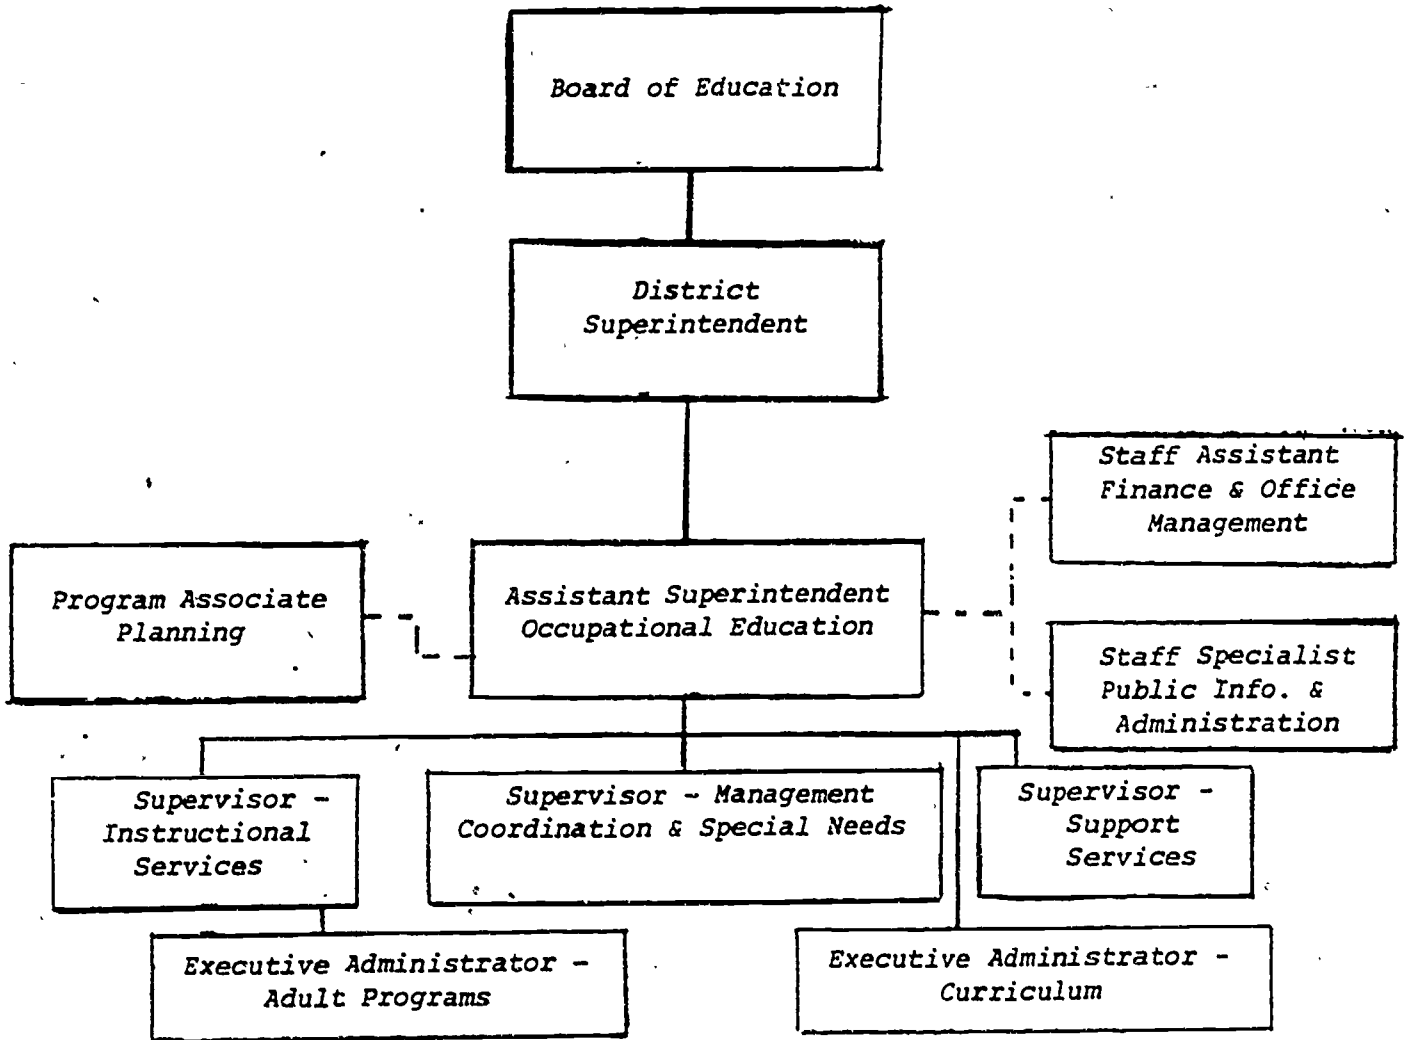 Board of Education
District
Superintendent
Staff Assistant
Finance & Office
Management
Program Associate
Planning
Assistant Superintendent
Occupational Education
Staff Specialist
Public Info. &
Administration
Supervisor -
Instructional
Services
Supervisor - Management
Coordination & Special Needs
Supervisor -
Support
Services
Executive Administrator -
Adult Programs
Executive Administrator -
Curriculum